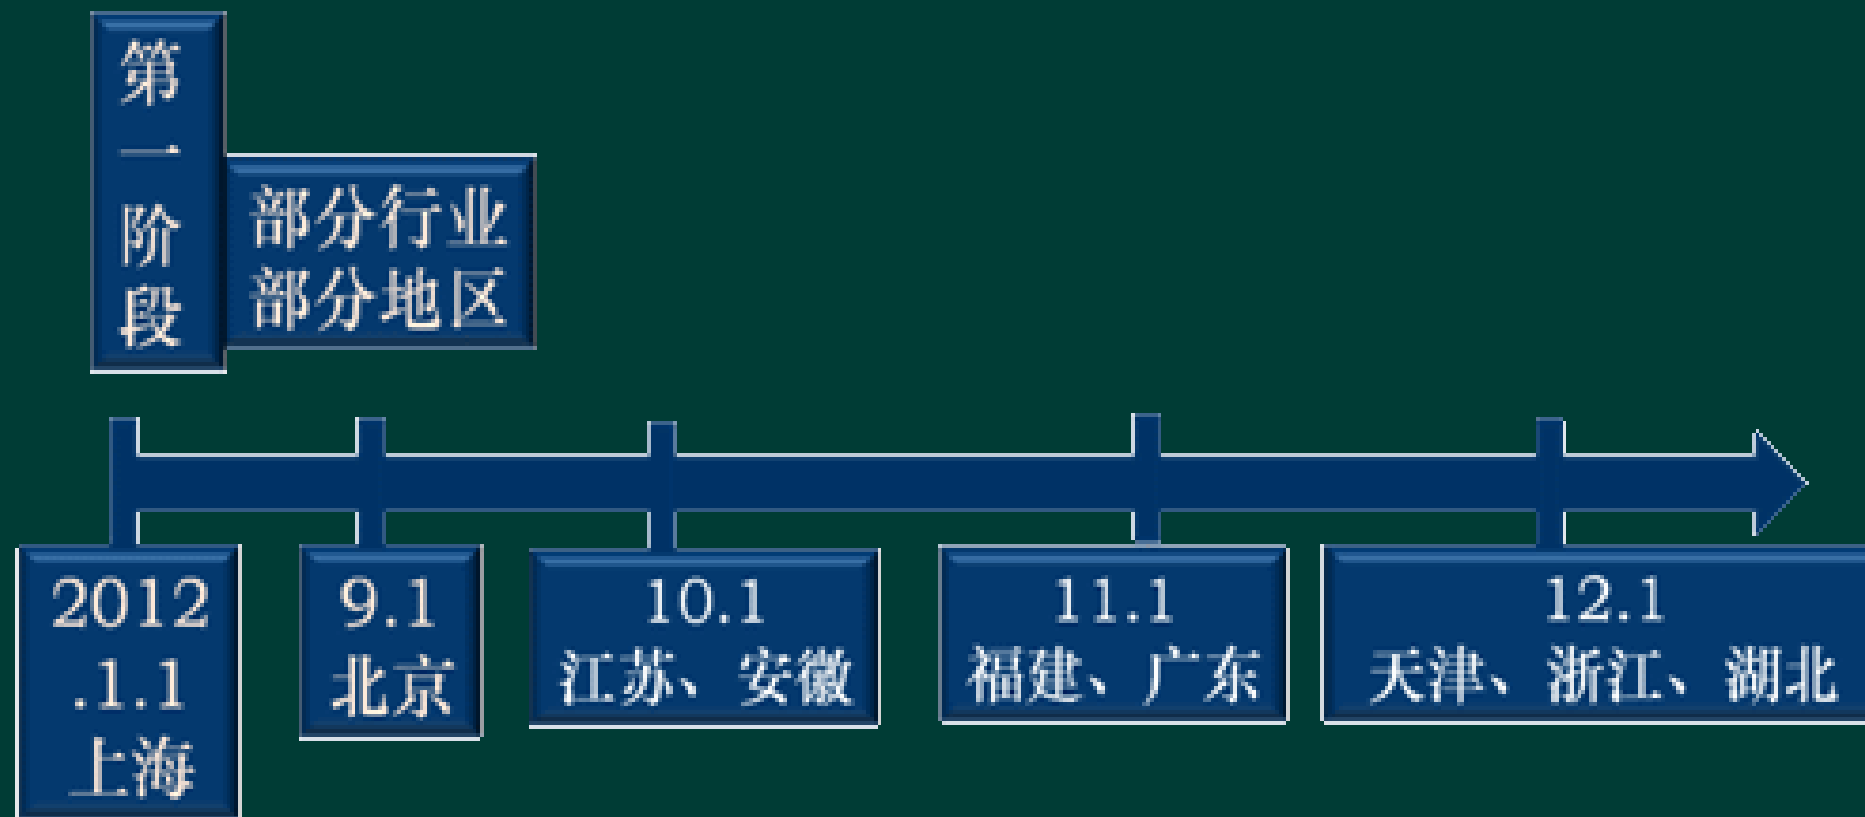 第一阶段
部分行业
部分地区
2012
.1.1
上海
9.1
北京
10.1
江苏、安徽
11.1
福建、广东
12.1
天津、浙江、湖北